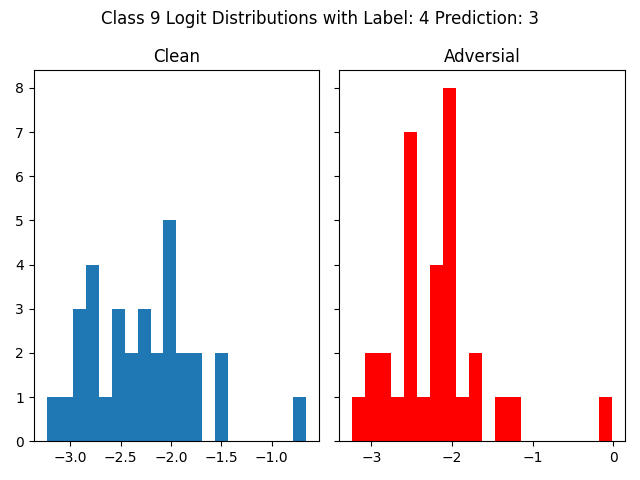 Class 9 Logit Distributions with Label: 4 Prediction: 3
Clean
Adversial
8
7
6
5
4
3
2
1
0
−3.0 −2.5 −2.0 −1.5 −1.0
−3 −2 −1 0